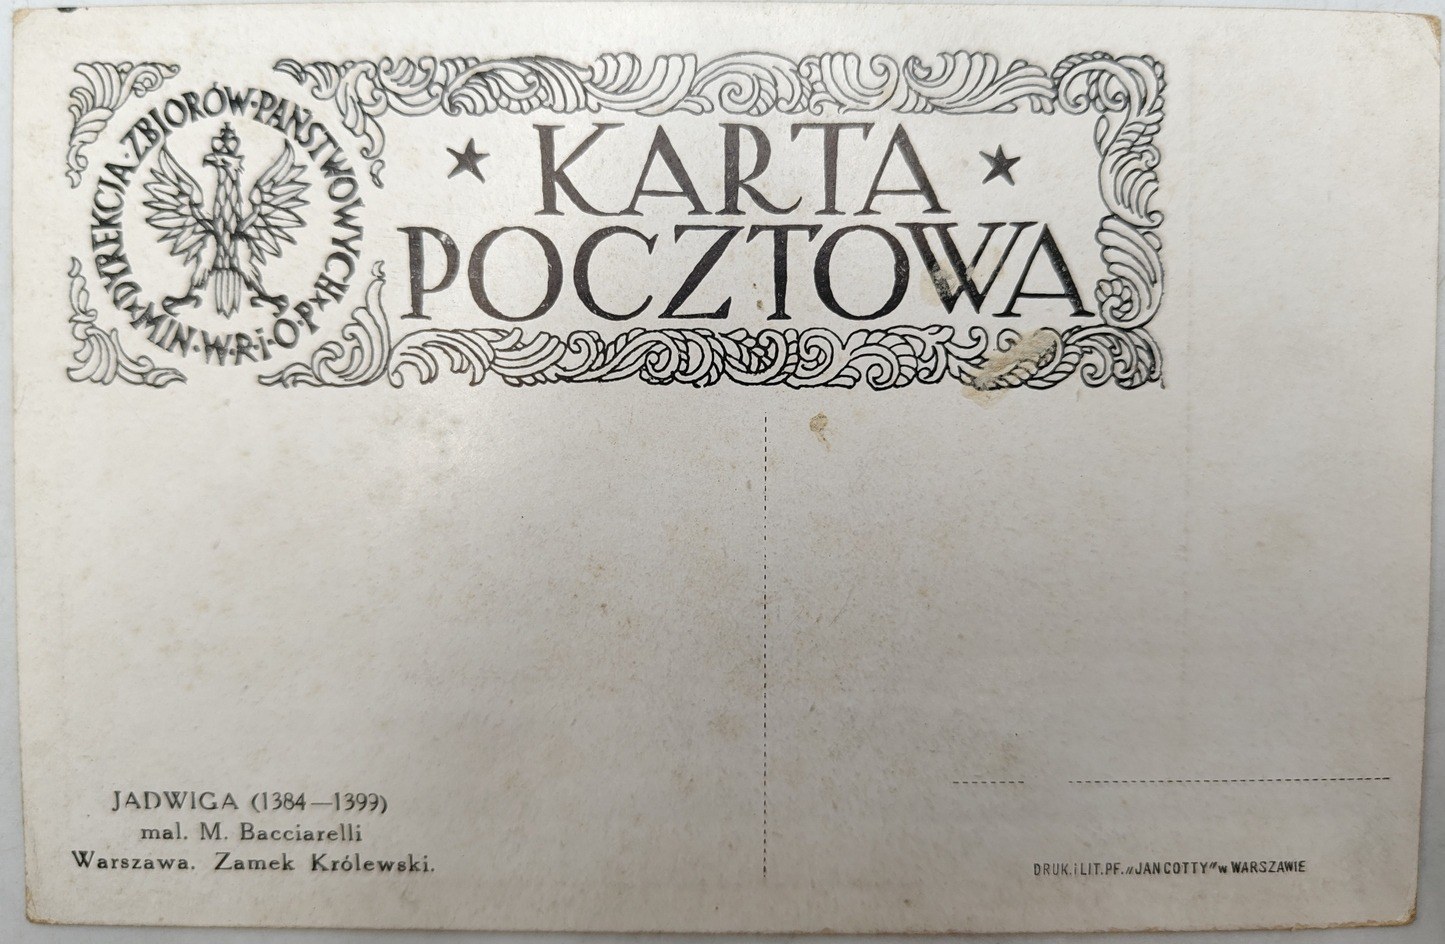 DYREKCJA·ZBIORÓW·PAŃSTWOWYCH
MIN·W·R·i·O·P
KARTA
POCZTOWA
JADWIGA (1384—1399)
mal. M. Bacciarelli
Warszawa. Zamek Królewski.
DRUK.iLIT.PF.„JAN COTTY” w WARSZAWIE